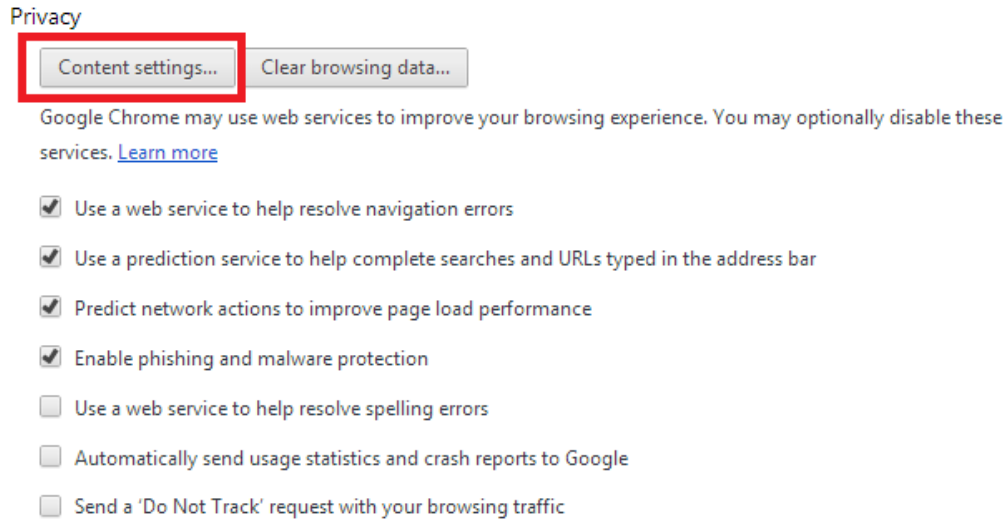 Privacy
Content settings... Clear browsing data...
Google Chrome may use web services to improve your browsing experience. You may optionally disable these
services. Learn more
Use a web service to help resolve navigation errors
Use a prediction service to help complete searches and URLs typed in the address bar
Predict network actions to improve page load performance
Enable phishing and malware protection
Use a web service to help resolve spelling errors
Automatically send usage statistics and crash reports to Google
Send a ‘Do Not Track’ request with your browsing traffic